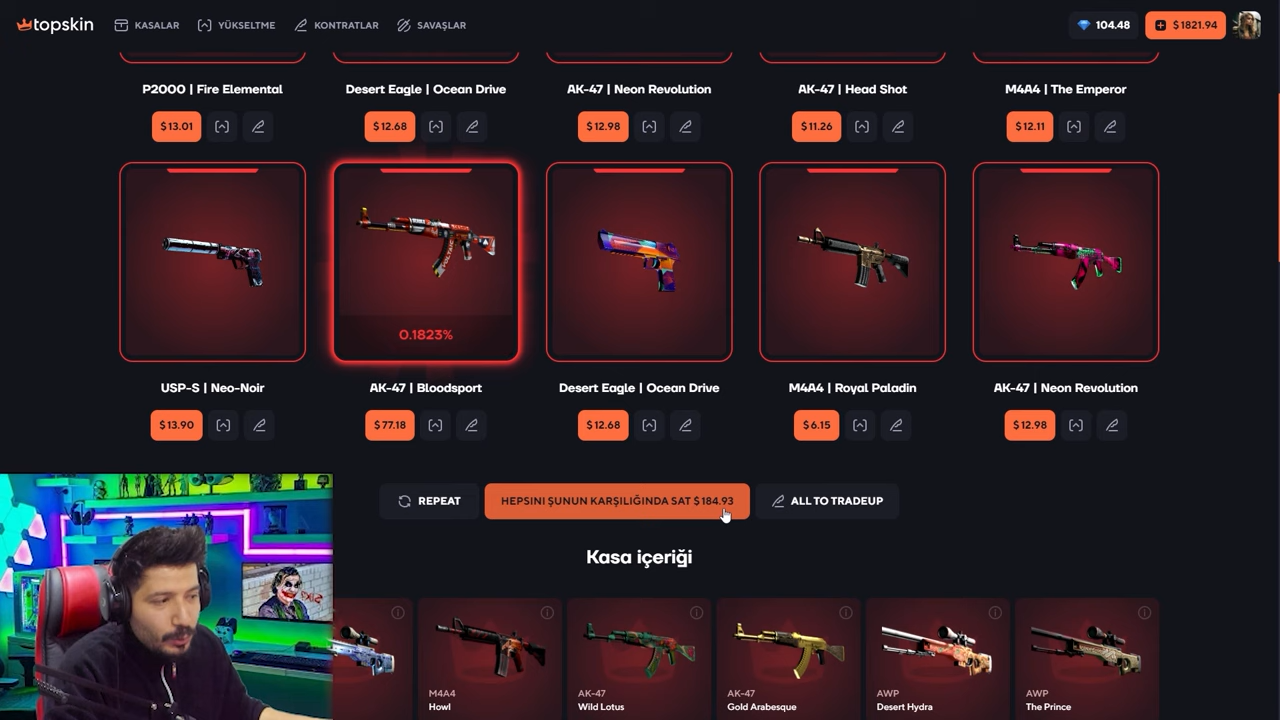 topskin
KASALAR
YÜKSELTME
KONTRATLAR
SAVAŞLAR
104.48
$ 1821.94
P2000 | Fire Elemental
Desert Eagle | Ocean Drive
AK-47 | Neon Revolution
AK-47 | Head Shot
M4A4 | The Emperor
$ 13.01
$ 12.68
$ 12.98
$ 11.26
$ 12.11
0.1823%
USP-S | Neo-Noir
AK-47 | Bloodsport
Desert Eagle | Ocean Drive
M4A4 | Royal Paladin
AK-47 | Neon Revolution
$ 13.90
$ 77.18
$ 12.68
$ 6.15
$ 12.98
REPEAT
HEPSINI ŞUNUN KARŞILIĞINDA SAT $ 184.93
ALL TO TRADEUP
Kasa içeriği
M4A4
Howl
AK-47
Wild Lotus
AK-47
Gold Arabesque
AWP
Desert Hydra
AWP
The Prince